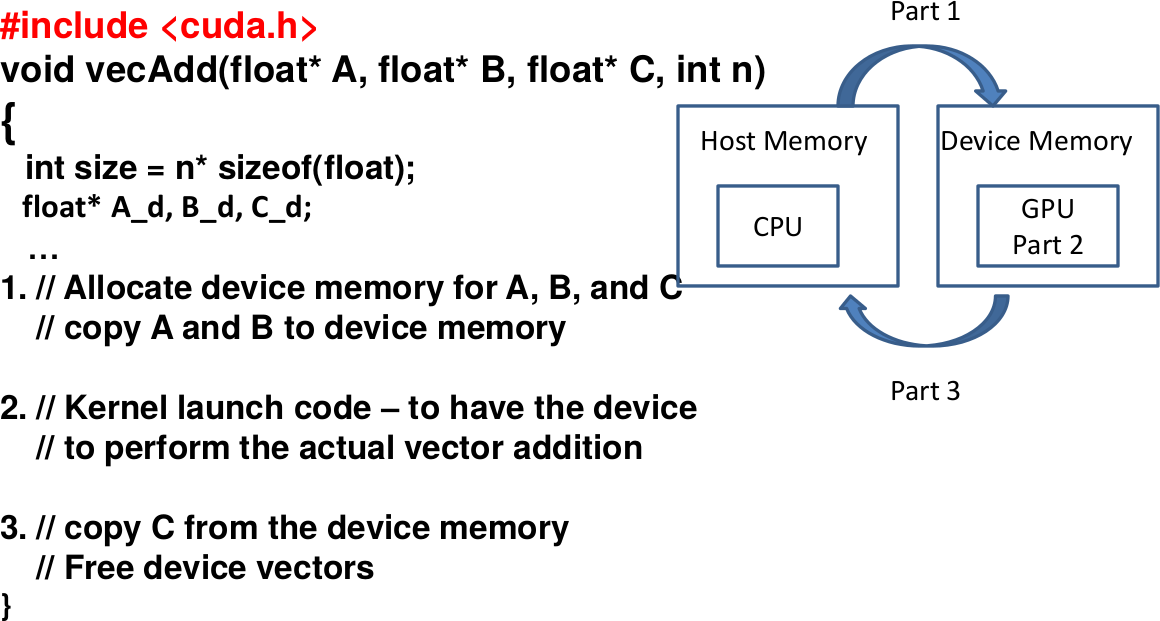 #include <cuda.h>
void vecAdd(float* A, float* B, float* C, int n)
{
int size = n* sizeof(float);
float* A_d, B_d, C_d;
…
1. // Allocate device memory for A, B, and C
// copy A and B to device memory
2. // Kernel launch code – to have the device
// to perform the actual vector addition
3. // copy C from the device memory
// Free device vectors
}
Part 1
Host Memory
CPU
Device Memory
GPU
Part 2
Part 3